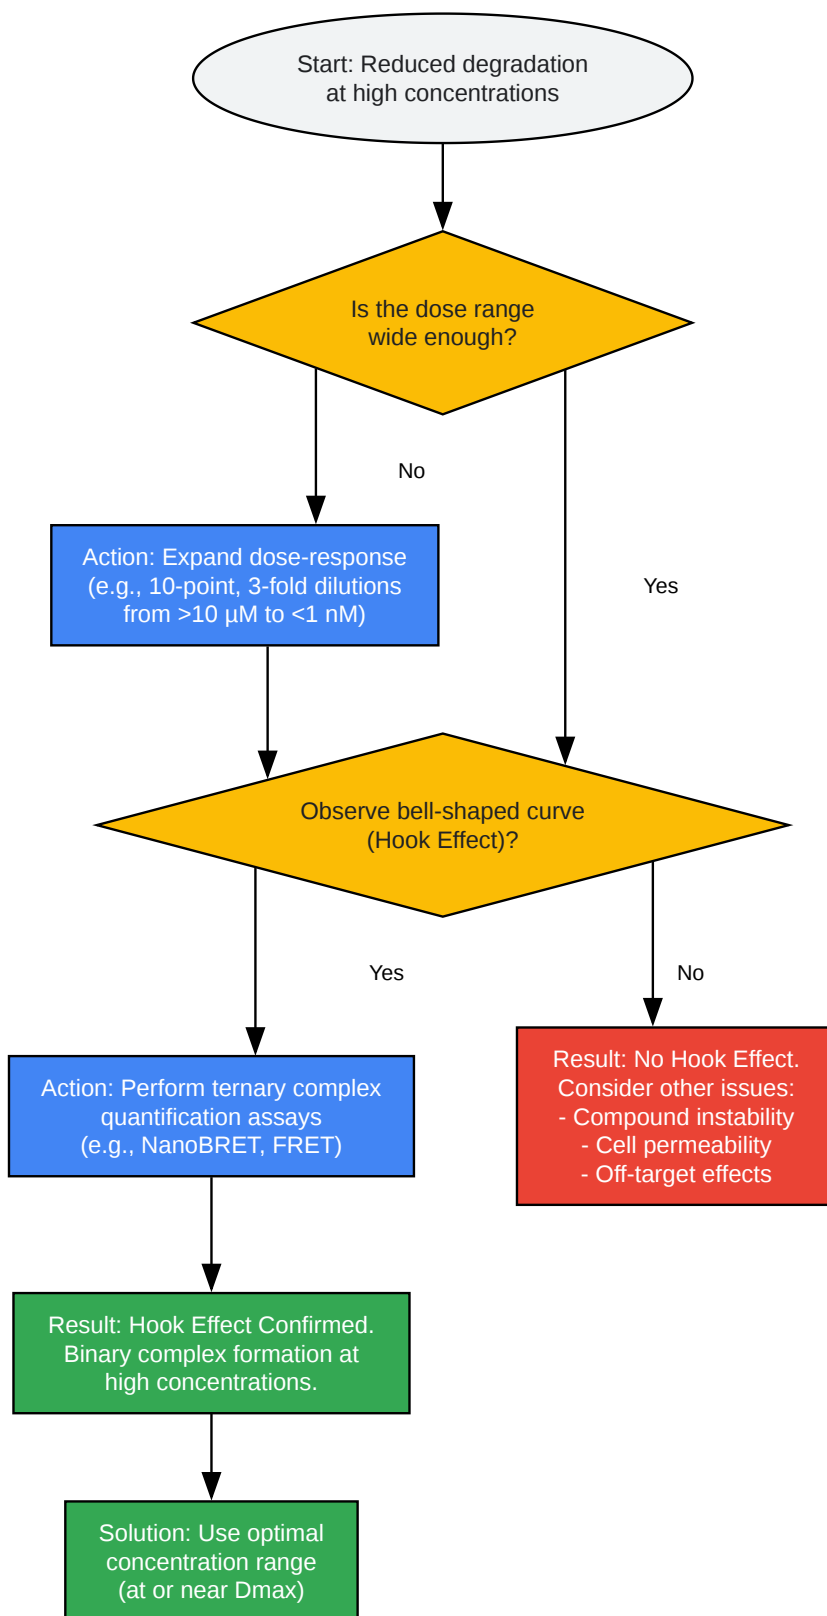 Start: Reduced degradation
at high concentrations
Is the dose range
wide enough?
No
Action: Expand dose-response
(e.g., 10-point, 3-fold dilutions
from >10 µM to <1 nM)
Yes
Observe bell-shaped curve
(Hook Effect)?
Yes
No
Action: Perform ternary complex
quantification assays
(e.g., NanoBRET, FRET)
Result: No Hook Effect.
Consider other issues:
- Compound instability
- Cell permeability
- Off-target effects
Result: Hook Effect Confirmed.
Binary complex formation at
high concentrations.
Solution: Use optimal
concentration range
(at or near Dmax)